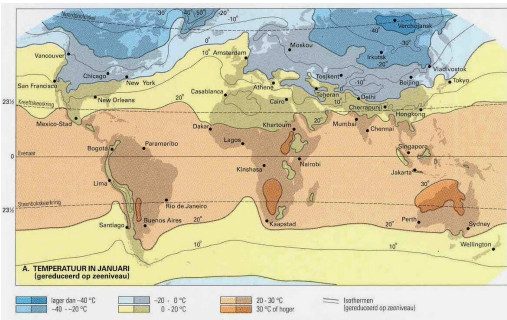 Noordpoolcirkel
-30°
-40°
-20°
-10°
Verchojansk
40°
30°
Moskou
Irkutsk
Vancouver
0°
10°
Amsterdam
Vladivostok
Chicago
New York
Tasjkent
Beijing
Tokyo
San Francisco
Casablanca
Athene
Teheran
Delhi
New Orleans
Cairo
Cherrapunji
Hongkong
23½
Kreeftskeerkring
20°
Mexico-Stad
Dakar
Khartoum
Mumbai
Chennai
Bogotá
Paramaribo
Lagos
Singapore
0
Evenaar
Kinshasa
Nairobi
Jakarta
Lima
30°
23½
Steenbokskeerkring
Rio de Janeiro
Santiago
Buenos Aires
20°
Kaapstad
20°
Perth
Sydney
10°
10°
Wellington
A. TEMPERATUUR IN JANUARI
(gereduceerd op zeeniveau)
lager dan -40 °C
-20 - 0 °C
20 - 30 °C
Isothermen
-40 - -20 °C
0 - 20 °C
30 °C of hoger
(gereduceerd op zeeniveau)